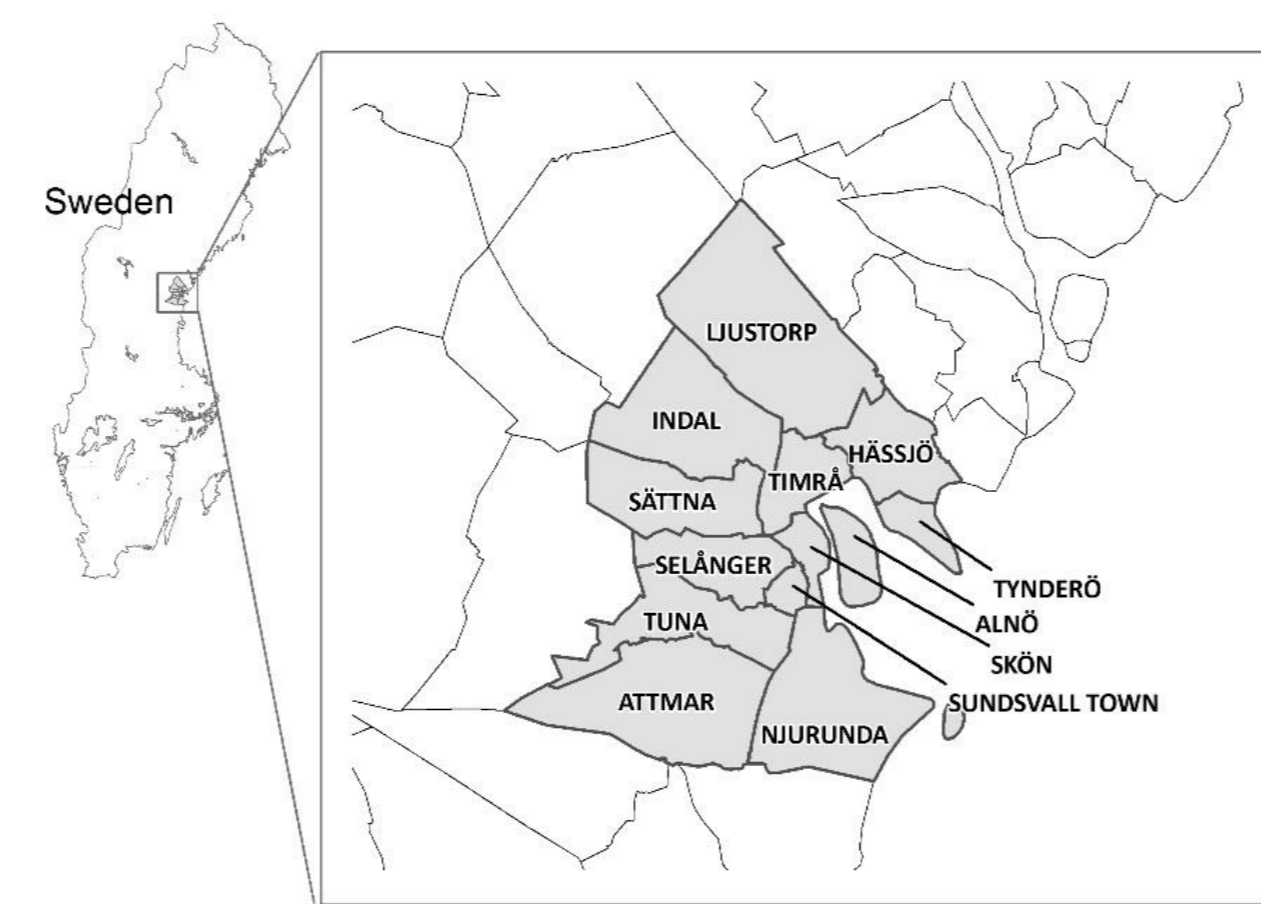 Sweden
LJUSTORP
INDAL
HÄSSJÖ
TIMRÅ
SÄTTNA
SELÅNGER
TYNDERÖ
TUNA
ALNÖ
SKÖN
ATTMAR
SUNDSVALL TOWN
NJURUNDA